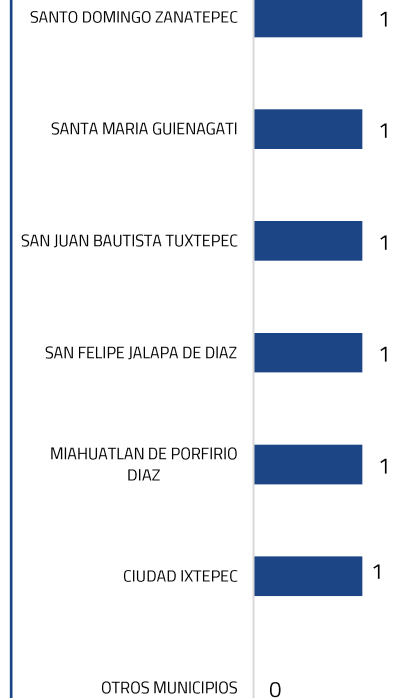 SANTO DOMINGO ZANATEPEC 1
SANTA MARIA GUIENAGATI 1
SAN JUAN BAUTISTA TUXTEPEC 1
SAN FELIPE JALAPA DE DIAZ 1
MIAHUATLAN DE PORFIRIO
DIAZ 1
CIUDAD IXTEPEC 1
OTROS MUNICIPIOS 0